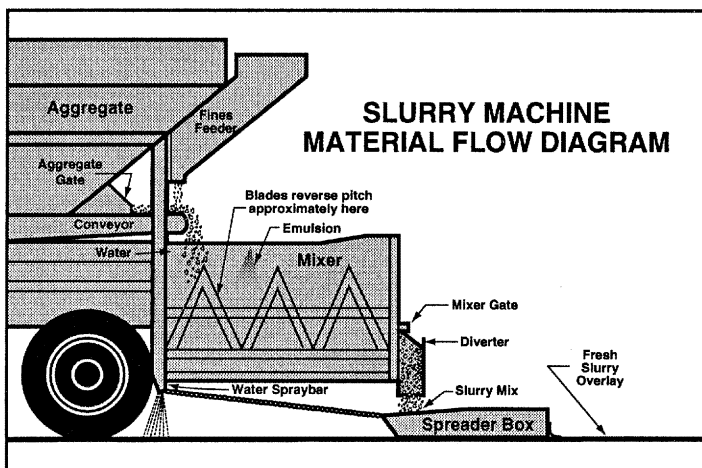 SLURRY MACHINE
MATERIAL FLOW DIAGRAM
Aggregate
Fines
Feeder
Aggregate
Gate
Conveyor
Blades reverse pitch
approximately here
Emulsion
Water
Mixer
Mixer Gate
Diverter
Fresh
Slurry
Overlay
Water Spraybar
Slurry Mix
Spreader Box